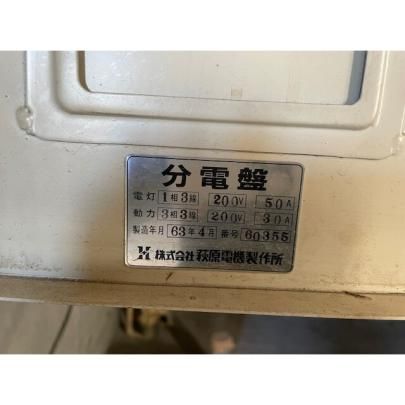 分電盤
電灯 1相3線 200V 50A
動力 3相3線 200V 30A
製造年月 63年4月 番号 60355
株式会社 萩原電機製作所